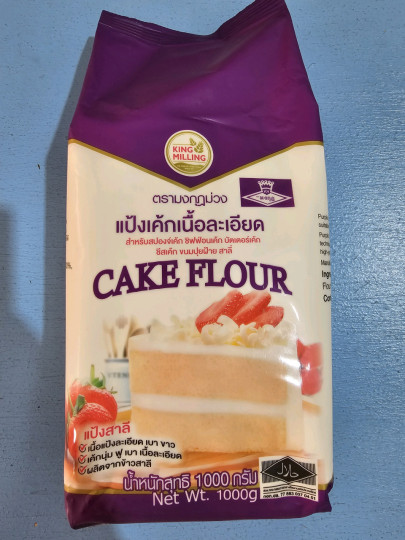 KING
MILLING
ตรามงกุฎม่วง
แป้งเค้กเนื้อละเอียด
สำหรับสปองจ์เค้ก ชิฟฟ่อนเค้ก บัตเตอร์เค้ก
ชีสเค้ก ขนมปุยฝ้าย สาลี่
CAKE FLOUR
แป้งสาลี
เนื้อแป้งละเอียด เบา ขาว
เค้กนุ่ม ฟู เบา เนื้อละเอียด
ผลิตจากข้าวสาลี
น้ำหนักสุทธิ 1000 กรัม
Net Wt. 1000g
حلال